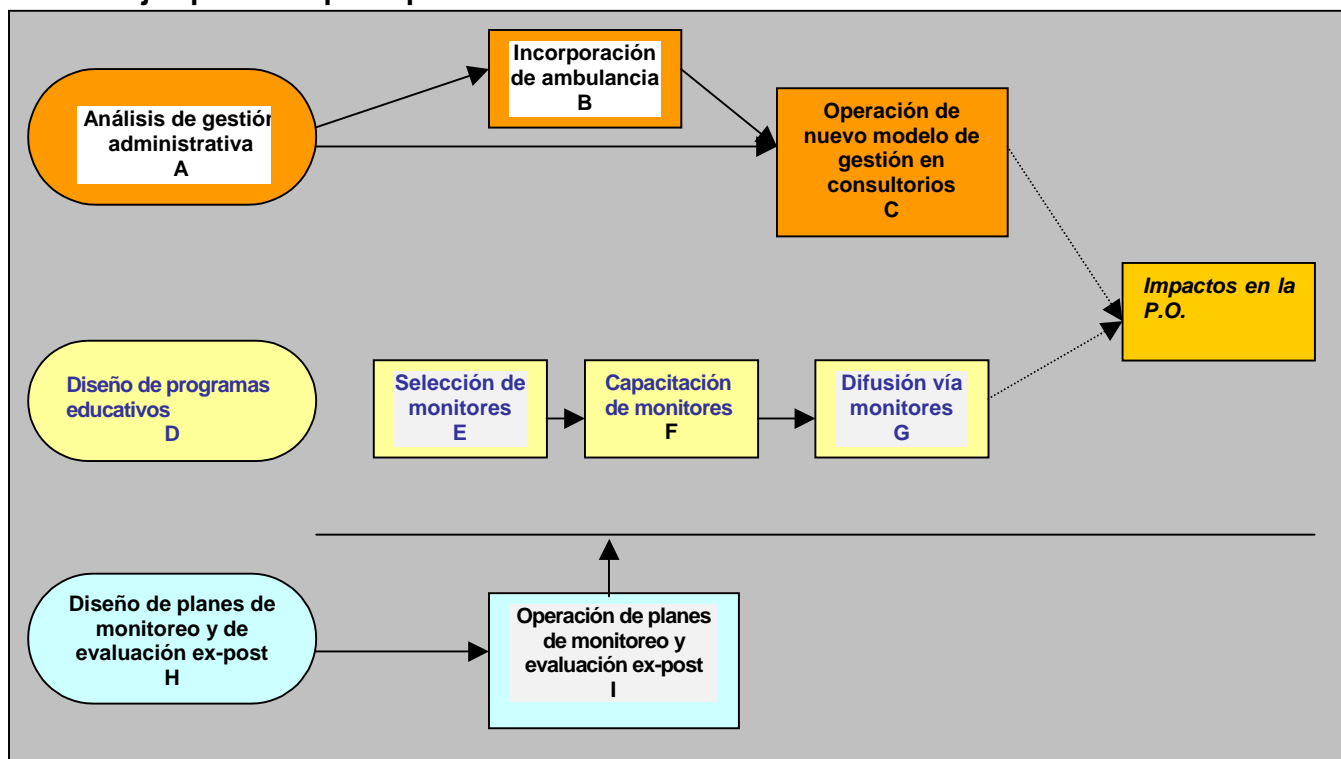 Análisis de gestión
administrativa
A
Incorporación
de ambulancia
B
Operación de
nuevo modelo de
gestión en
consultorios
C
Impactos en la
P.O.
Diseño de programas
educativos
D
Selección de
monitores
E
Capacitación
de monitores
F
Difusión vía
monitores
G
Diseño de planes de
monitoreo y de
evaluación ex-post
H
Operación de planes
de monitoreo y
evaluación ex-post
I